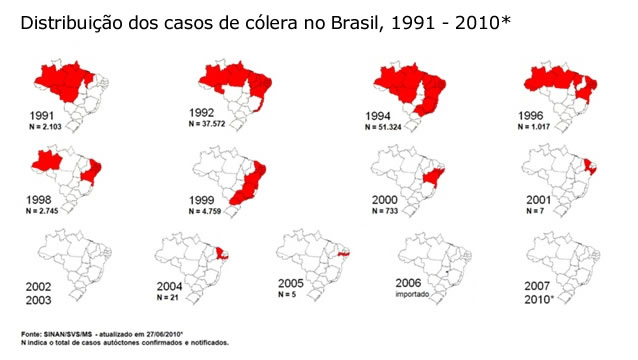 Distribuição dos casos de cólera no Brasil, 1991 - 2010*
1991
N = 2.103
1992
N = 37.572
1994
N = 51.324
1996
N = 1.017
1998
N = 2.745
1999
N = 4.759
2000
N = 733
2001
N = 7
2002
2003
2004
N = 21
2005
N = 5
2006
importado
2007
2010*
Fonte: SINAN/SVS/MS - atualizado em 27/06/2010*
N indica o total de casos autóctones confirmados e notificados.